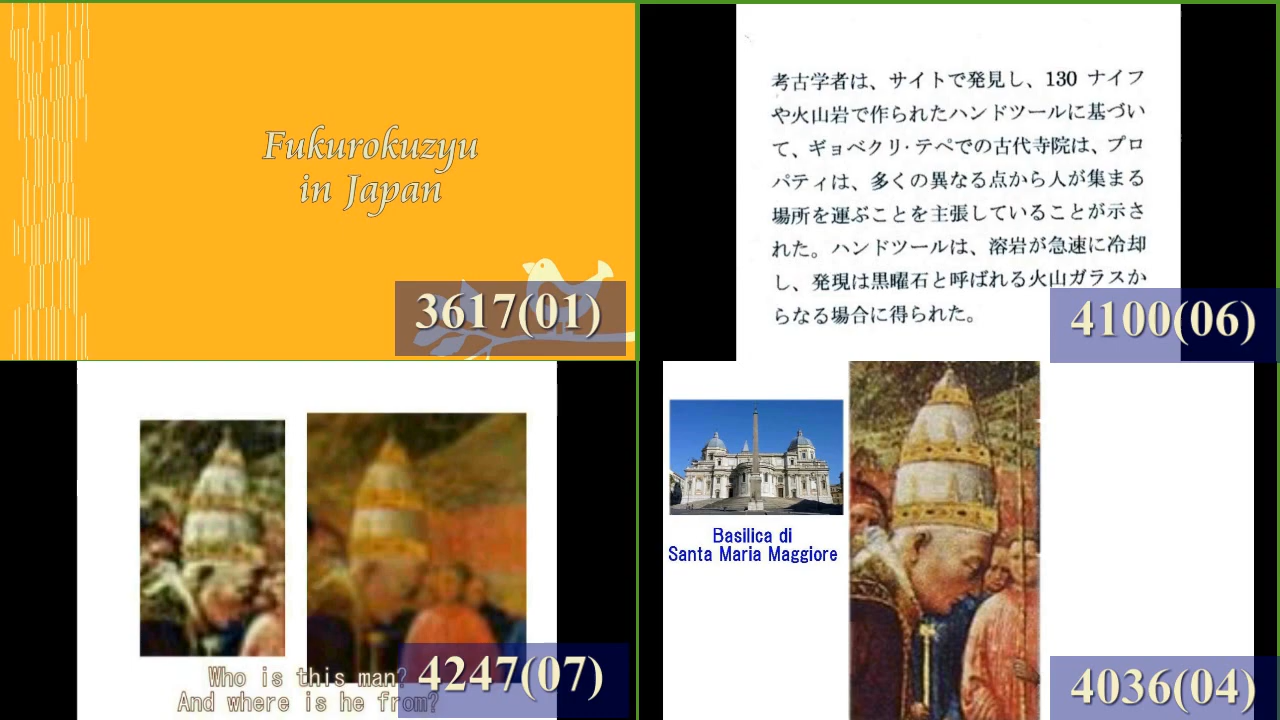 Fukurokuzyu
in Japan
3617(01)
考古学者は、サイトで発見し、130 ナイフ
や火山岩で作られたハンドツールに基づい
て、ギョベクリ·テペでの古代寺院は、プロ
パティは、多くの異なる点から人が集まる
場所を運ぶことを主張していることが示さ
れた。ハンドツールは、溶岩が急速に冷却
し、発現は黒曜石と呼ばれる火山ガラスか
らなる場合に得られた。
4100(06)
Who is this man?
And where is he from?
4247(07)
Basilica di
Santa Maria Maggiore
4036(04)